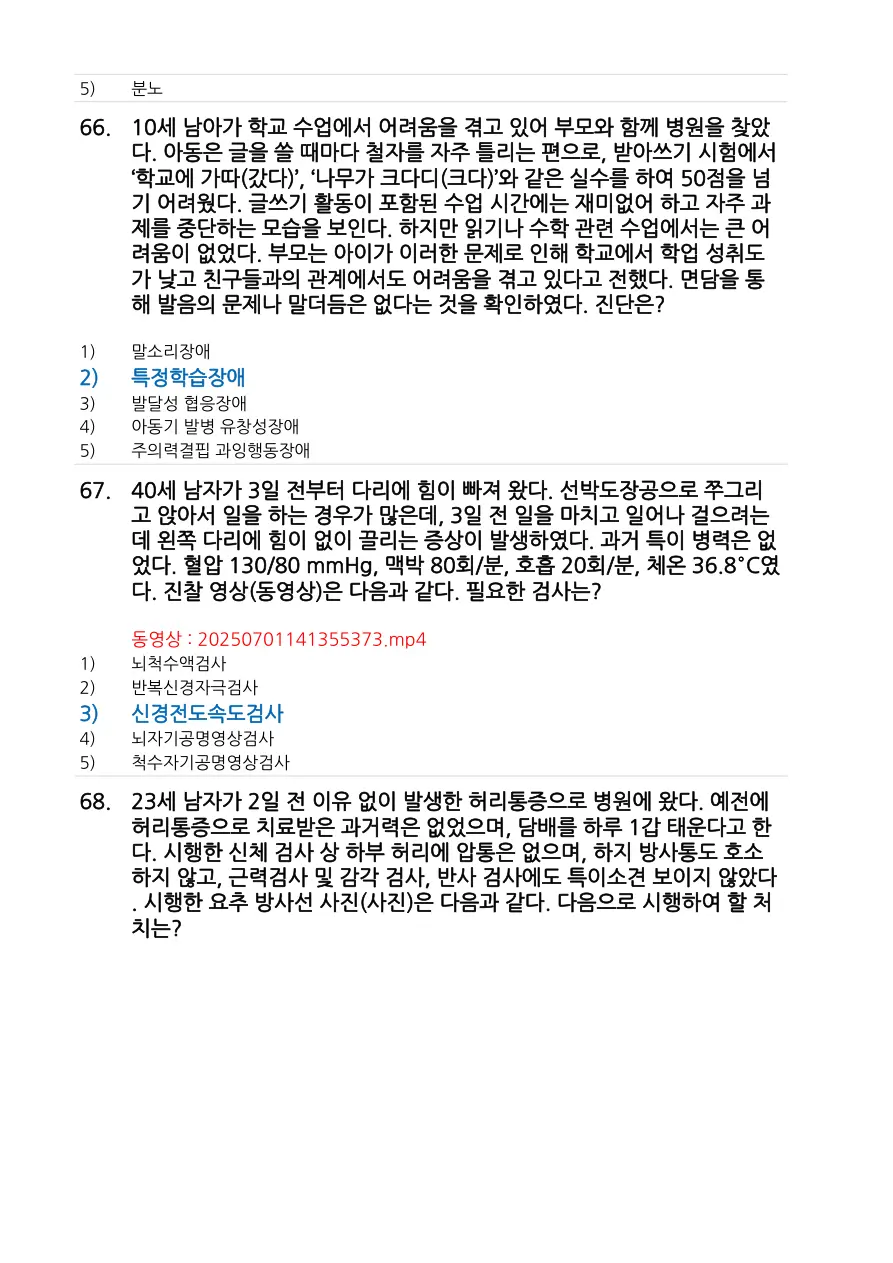 5) 분노
66. 10세 남아가 학교 수업에서 어려움을 겪고 있어 부모와 함께 병원을 찾았
다. 아동은 글을 쓸 때마다 철자를 자주 틀리는 편으로, 받아쓰기 시험에서
‘학교에 가따(갔다)’, ‘나무가 크다디(크다)’와 같은 실수를 하여 50점을 넘
기 어려웠다. 글쓰기 활동이 포함된 수업 시간에는 재미없어 하고 자주 과
제를 중단하는 모습을 보인다. 하지만 읽기나 수학 관련 수업에서는 큰 어
려움이 없었다. 부모는 아이가 이러한 문제로 인해 학교에서 학업 성취도
가 낮고 친구들과의 관계에서도 어려움을 겪고 있다고 전했다. 면담을 통
해 발음의 문제나 말더듬은 없다는 것을 확인하였다. 진단은?
1) 말소리장애
2) 특정학습장애
3) 발달성 협응장애
4) 아동기 발병 유창성장애
5) 주의력결핍 과잉행동장애
67. 40세 남자가 3일 전부터 다리에 힘이 빠져 왔다. 선박도장공으로 쭈그리
고 앉아서 일을 하는 경우가 많은데, 3일 전 일을 마치고 일어나 걸으려는
데 왼쪽 다리에 힘이 없이 끌리는 증상이 발생하였다. 과거 특이 병력은 없
었다. 혈압 130/80 mmHg, 맥박 80회/분, 호흡 20회/분, 체온 36.8°C였
다. 진찰 영상(동영상)은 다음과 같다. 필요한 검사는?
동영상 : 20250701141355373.mp4
1) 뇌척수액검사
2) 반복신경자극검사
3) 신경전도속도검사
4) 뇌자기공명영상검사
5) 척수자기공명영상검사
68. 23세 남자가 2일 전 이유 없이 발생한 허리통증으로 병원에 왔다. 예전에
허리통증으로 치료받은 과거력은 없었으며, 담배를 하루 1갑 태운다고 한
다. 시행한 신체 검사 상 하부 허리에 압통은 없으며, 하지 방사통도 호소
하지 않고, 근력검사 및 감각 검사, 반사 검사에도 특이소견 보이지 않았다
. 시행한 요추 방사선 사진(사진)은 다음과 같다. 다음으로 시행하여 할 처
치는?